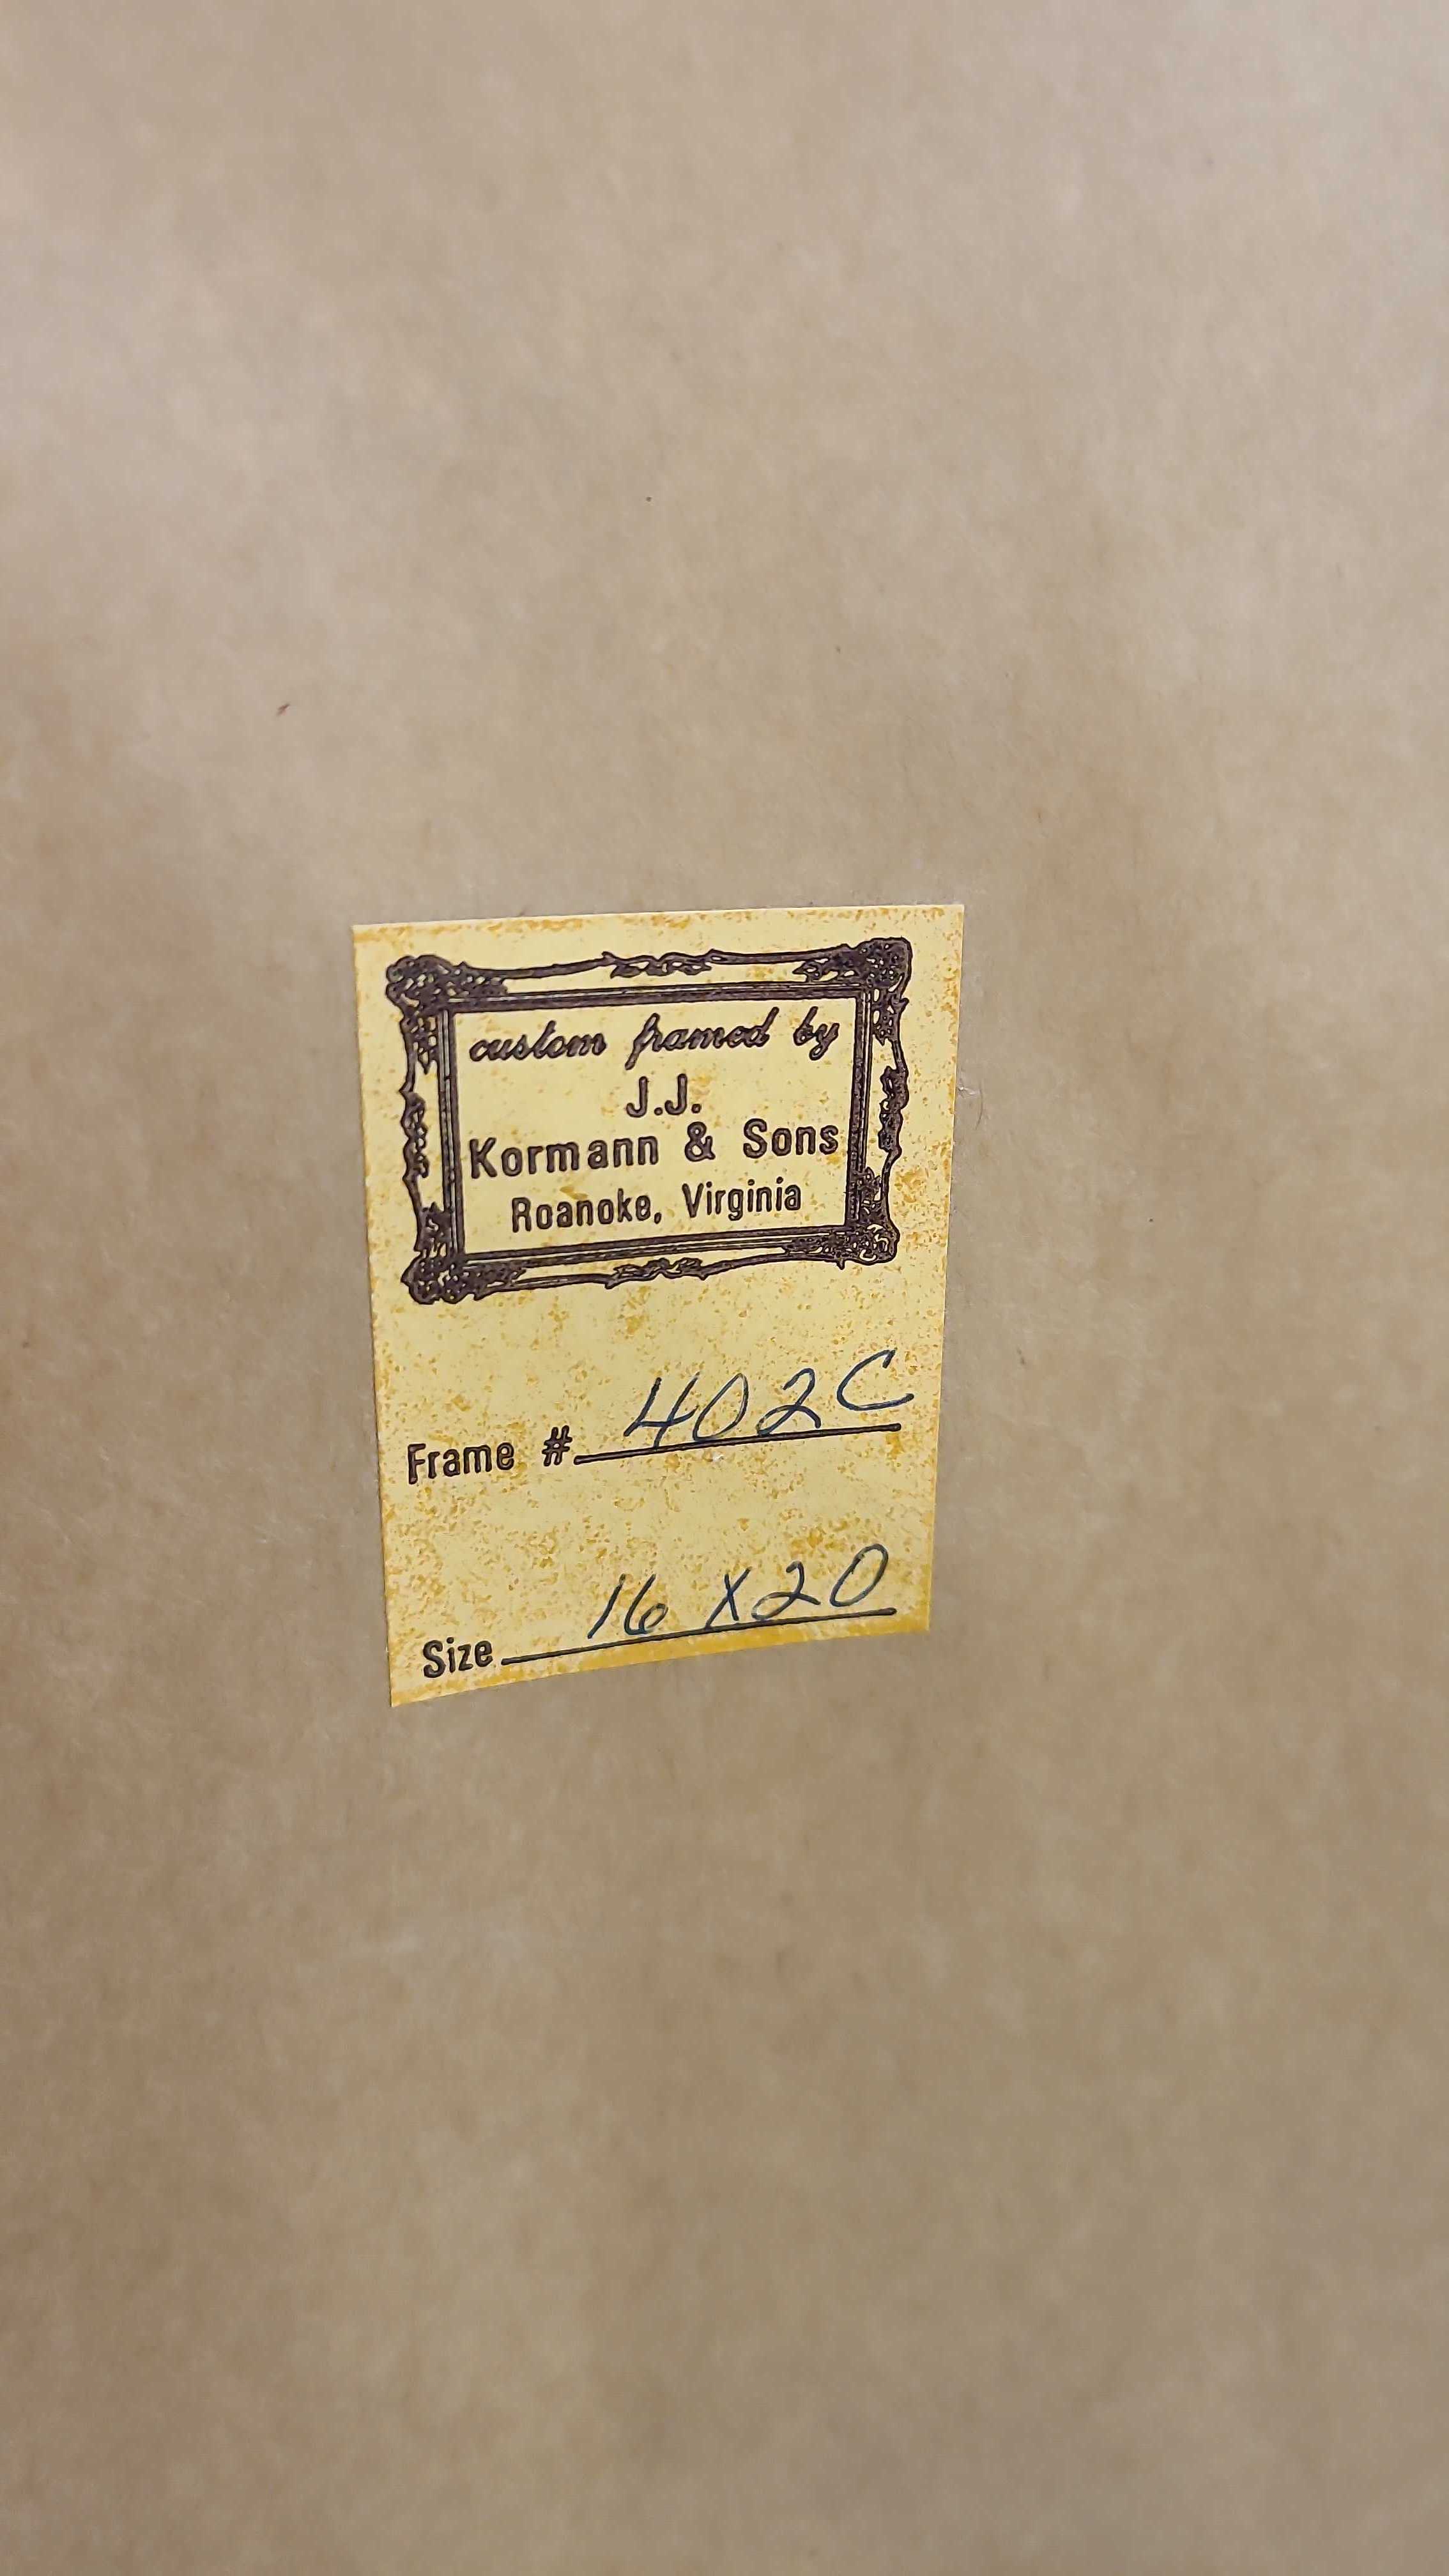 custom framed by
J.J.
Kormann & Sons
Roanoke, Virginia
Frame # 402C
Size 16 X 20